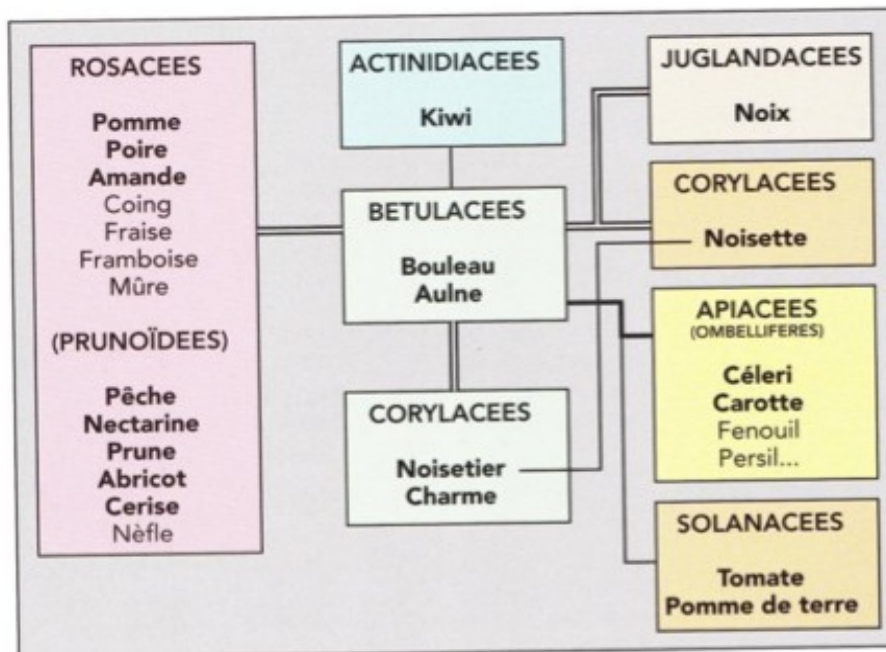 ROSACEES
Pomme
Poire
Amande
Coing
Fraise
Framboise
Mûre
(PRUNOÏDEES)
Pêche
Nectarine
Prune
Abricot
Cerise
Nèfle
ACTINIDIACEES
Kiwi
BETULACEES
Bouleau
Aulne
CORYLACEES
Noisetier
Charme
JUGLANDACEES
Noix
CORYLACEES
Noisette
APIACEES
(OMBELLIFERES)
Céleri
Carotte
Fenouil
Persil...
SOLANACEES
Tomate
Pomme de terre